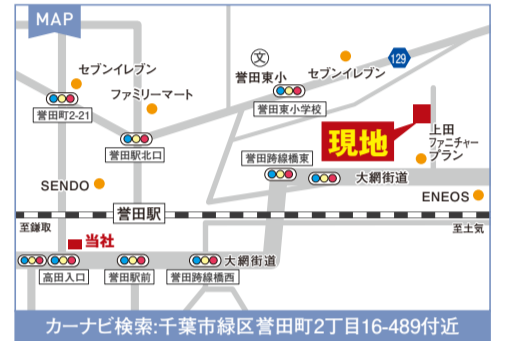 MAP
セブンイレブン
ファミリーマート
誉田町2-21
誉田駅北口
文
誉田東小
セブンイレブン
129
誉田東小学校
現地
上田
ファニチャー
プラン
誉田跨線橋東
大網街道
SENDO
ENEOS
誉田駅
至鎌取
至土気
当社
大網街道
高田入口
誉田駅前
誉田跨線橋西
カーナビ検索:千葉市緑区誉田町2丁目16-489付近